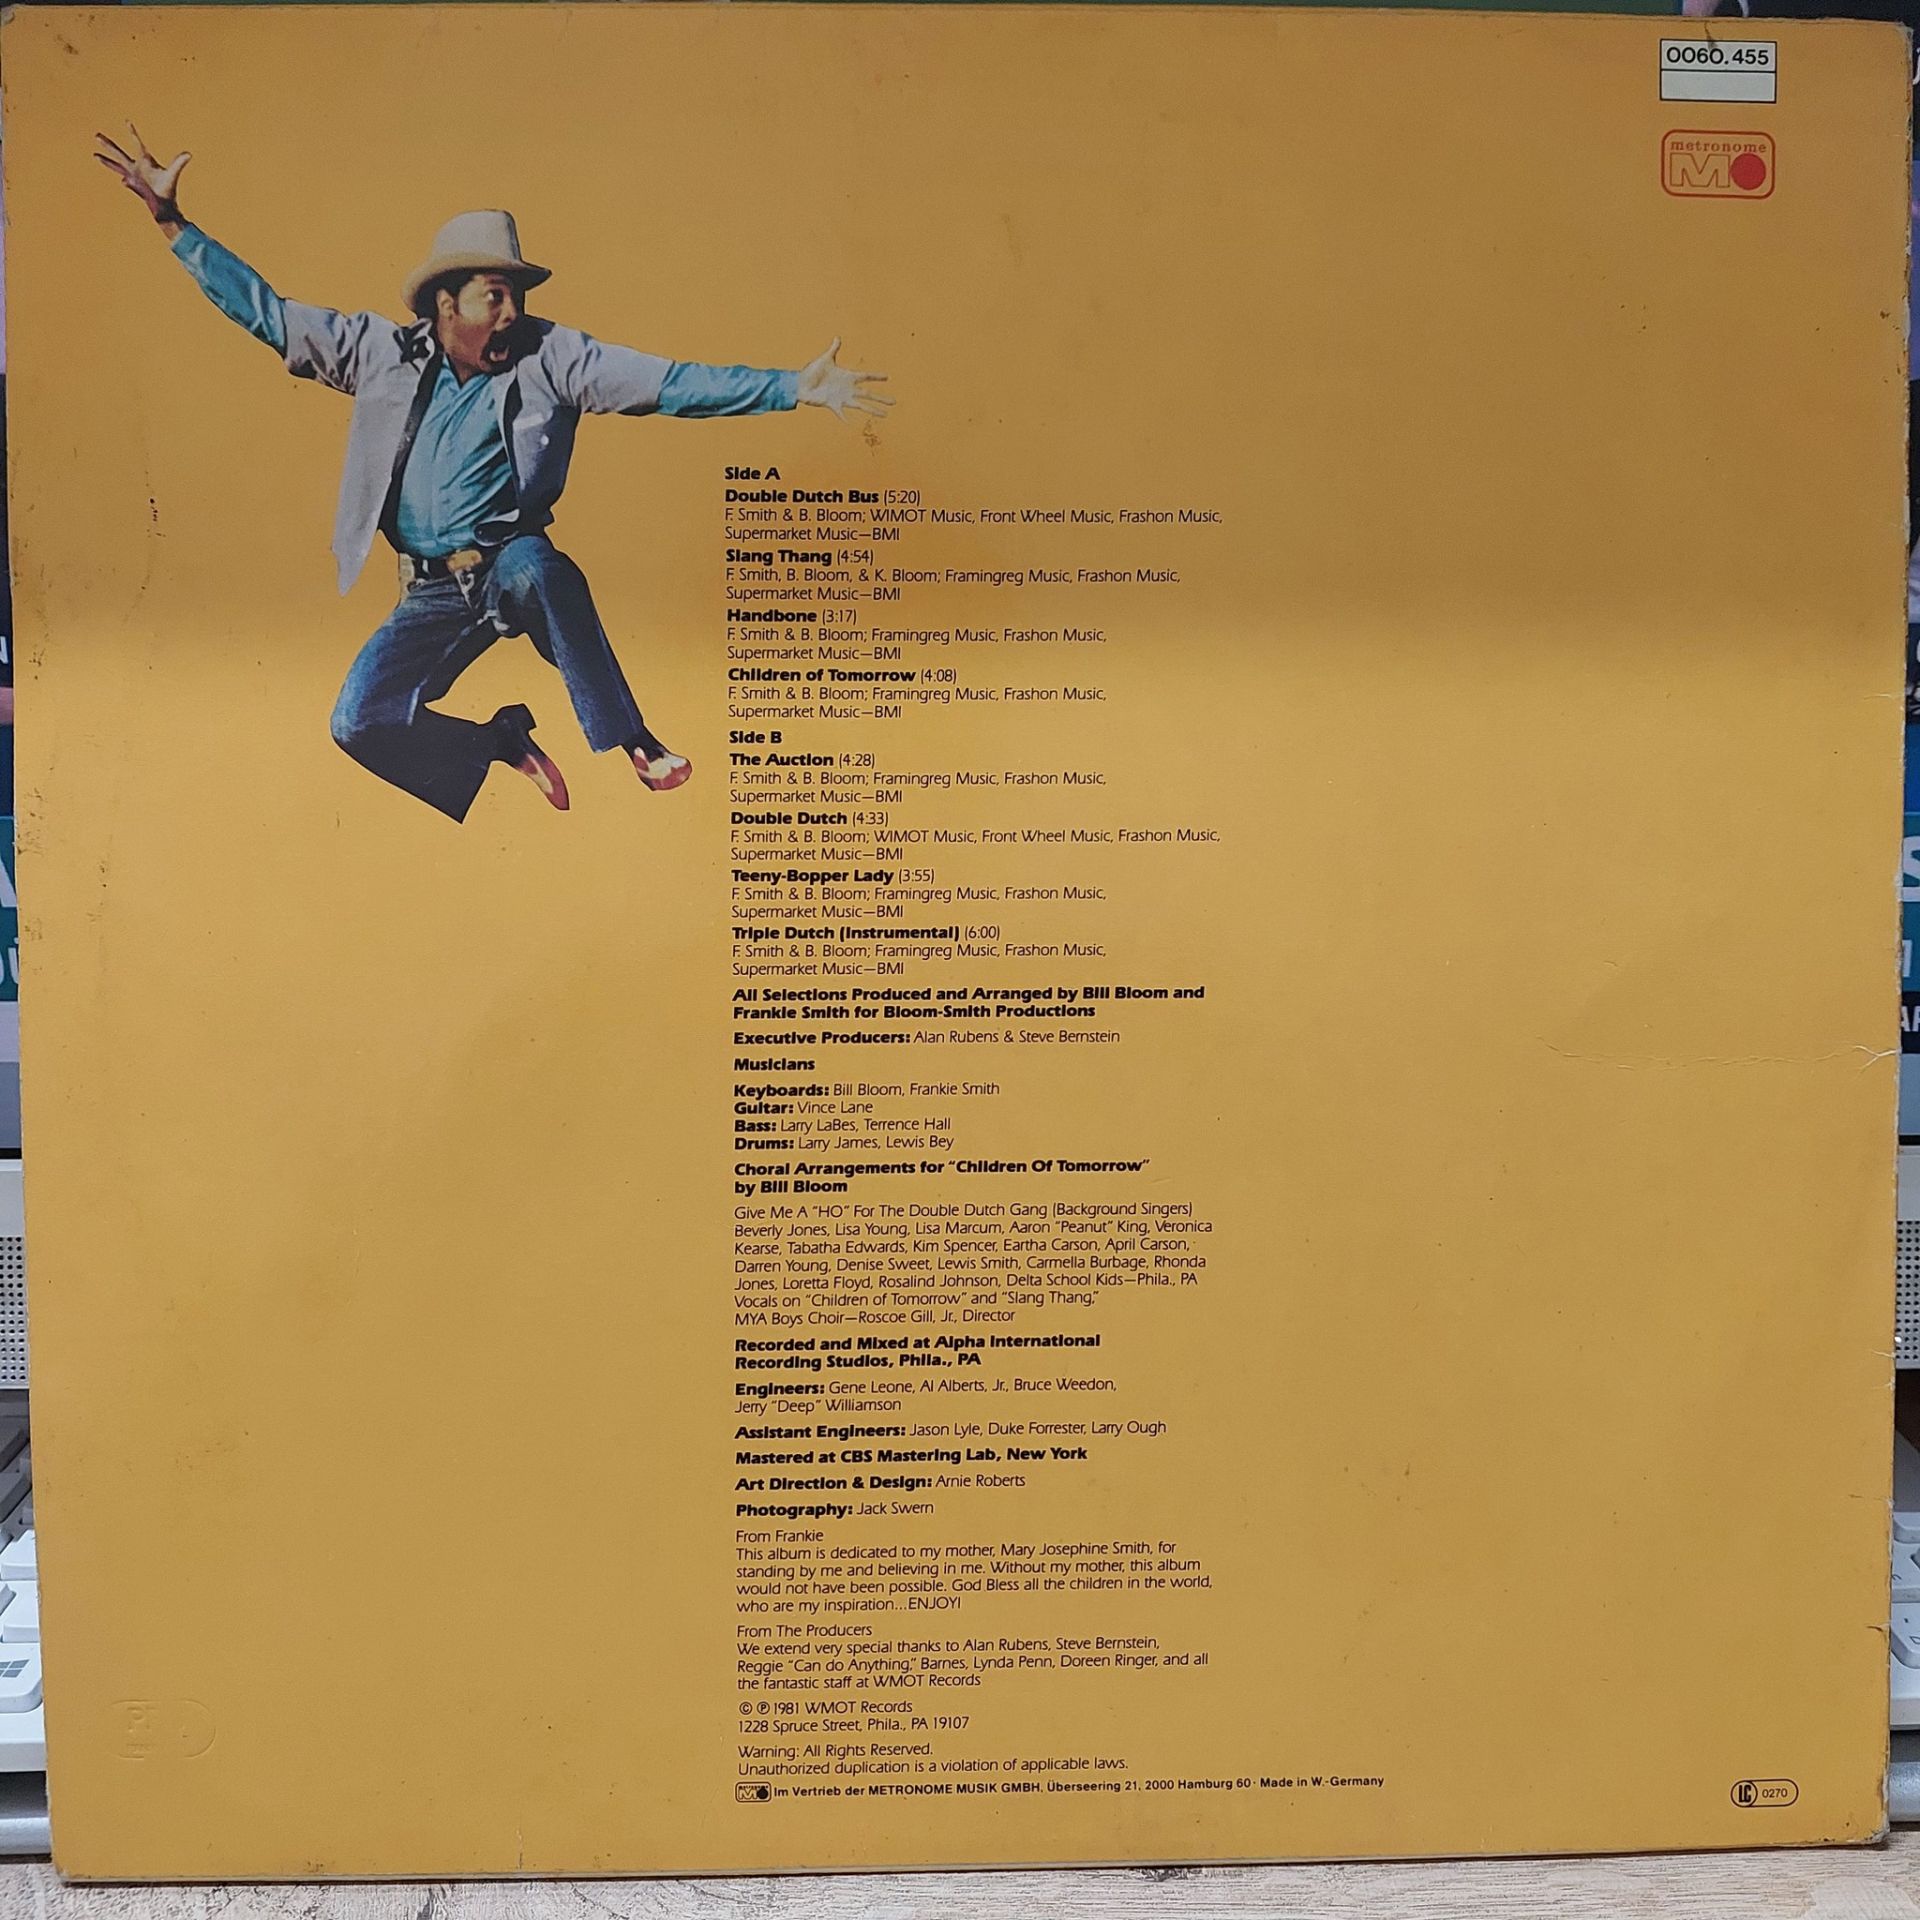 0060.455
metronome
Side A
Double Dutch Bus (5:20)
F. Smith & B. Bloom; WIMOT Music, Front Wheel Music, Frashon Music,
Supermarket Music—BMI
Slang Thang (4:54)
F. Smith, B. Bloom, & K. Bloom; Framingreg Music, Frashon Music,
Supermarket Music—BMI
Handbone (3:17)
F. Smith & B. Bloom; Framingreg Music, Frashon Music,
Supermarket Music—BMI
Children of Tomorrow (4:08)
F. Smith & B. Bloom; Framingreg Music, Frashon Music,
Supermarket Music—BMI
Side B
The Auction (4:28)
F. Smith & B. Bloom; Framingreg Music, Frashon Music,
Supermarket Music—BMI
Double Dutch (4:33)
F. Smith & B. Bloom; WIMOT Music, Front Wheel Music, Frashon Music,
Supermarket Music—BMI
Teeny-Bopper Lady (3:55)
F. Smith & B. Bloom; Framingreg Music, Frashon Music,
Supermarket Music—BMI
Triple Dutch (Instrumental) (6:00)
F. Smith & B. Bloom; Framingreg Music, Frashon Music,
Supermarket Music—BMI
All Selections Produced and Arranged by Bill Bloom and
Frankie Smith for Bloom-Smith Productions
Executive Producers: Alan Rubens & Steve Bernstein
Musicians
Keyboards: Bill Bloom, Frankie Smith
Guitar: Vince Lane
Bass: Larry LaBes, Terrence Hall
Drums: Larry James, Lewis Bey
Choral Arrangements for "Children Of Tomorrow"
by Bill Bloom
Give Me A "HO" For The Double Dutch Gang (Background Singers)
Beverly Jones, Lisa Young, Lisa Marcum, Aaron "Peanut" King, Veronica
Kearse, Tabatha Edwards, Kim Spencer, Eartha Carson, April Carson,
Darren Young, Denise Sweet, Lewis Smith, Carmella Burbage, Rhonda
Jones, Loretta Floyd, Rosalind Johnson, Delta School Kids—Phila., PA
Vocals on "Children of Tomorrow" and "Slang Thang,"
MYA Boys Choir—Roscoe Gill, Jr., Director
Recorded and Mixed at Alpha International
Recording Studios, Phila., PA
Engineers: Gene Leone, Al Alberts, Jr., Bruce Weedon,
Jerry "Deep" Williamson
Assistant Engineers: Jason Lyle, Duke Forrester, Larry Ough
Mastered at CBS Mastering Lab, New York
Art Direction & Design: Arnie Roberts
Photography: Jack Swern
From Frankie
This album is dedicated to my mother, Mary Josephine Smith, for
standing by me and believing in me. Without my mother, this album
would not have been possible. God Bless all the children in the world,
who are my inspiration...ENJOY!
From The Producers
We extend very special thanks to Alan Rubens, Steve Bernstein,
Reggie "Can do Anything," Barnes, Lynda Penn, Doreen Ringer, and all
the fantastic staff at WMOT Records
© ℗ 1981 WMOT Records
1228 Spruce Street, Phila., PA 19107
Warning: All Rights Reserved.
Unauthorized duplication is a violation of applicable laws.
Im Vertrieb der METRONOME MUSIK GMBH, Überseering 21, 2000 Hamburg 60 · Made in W.-Germany
LC 0270